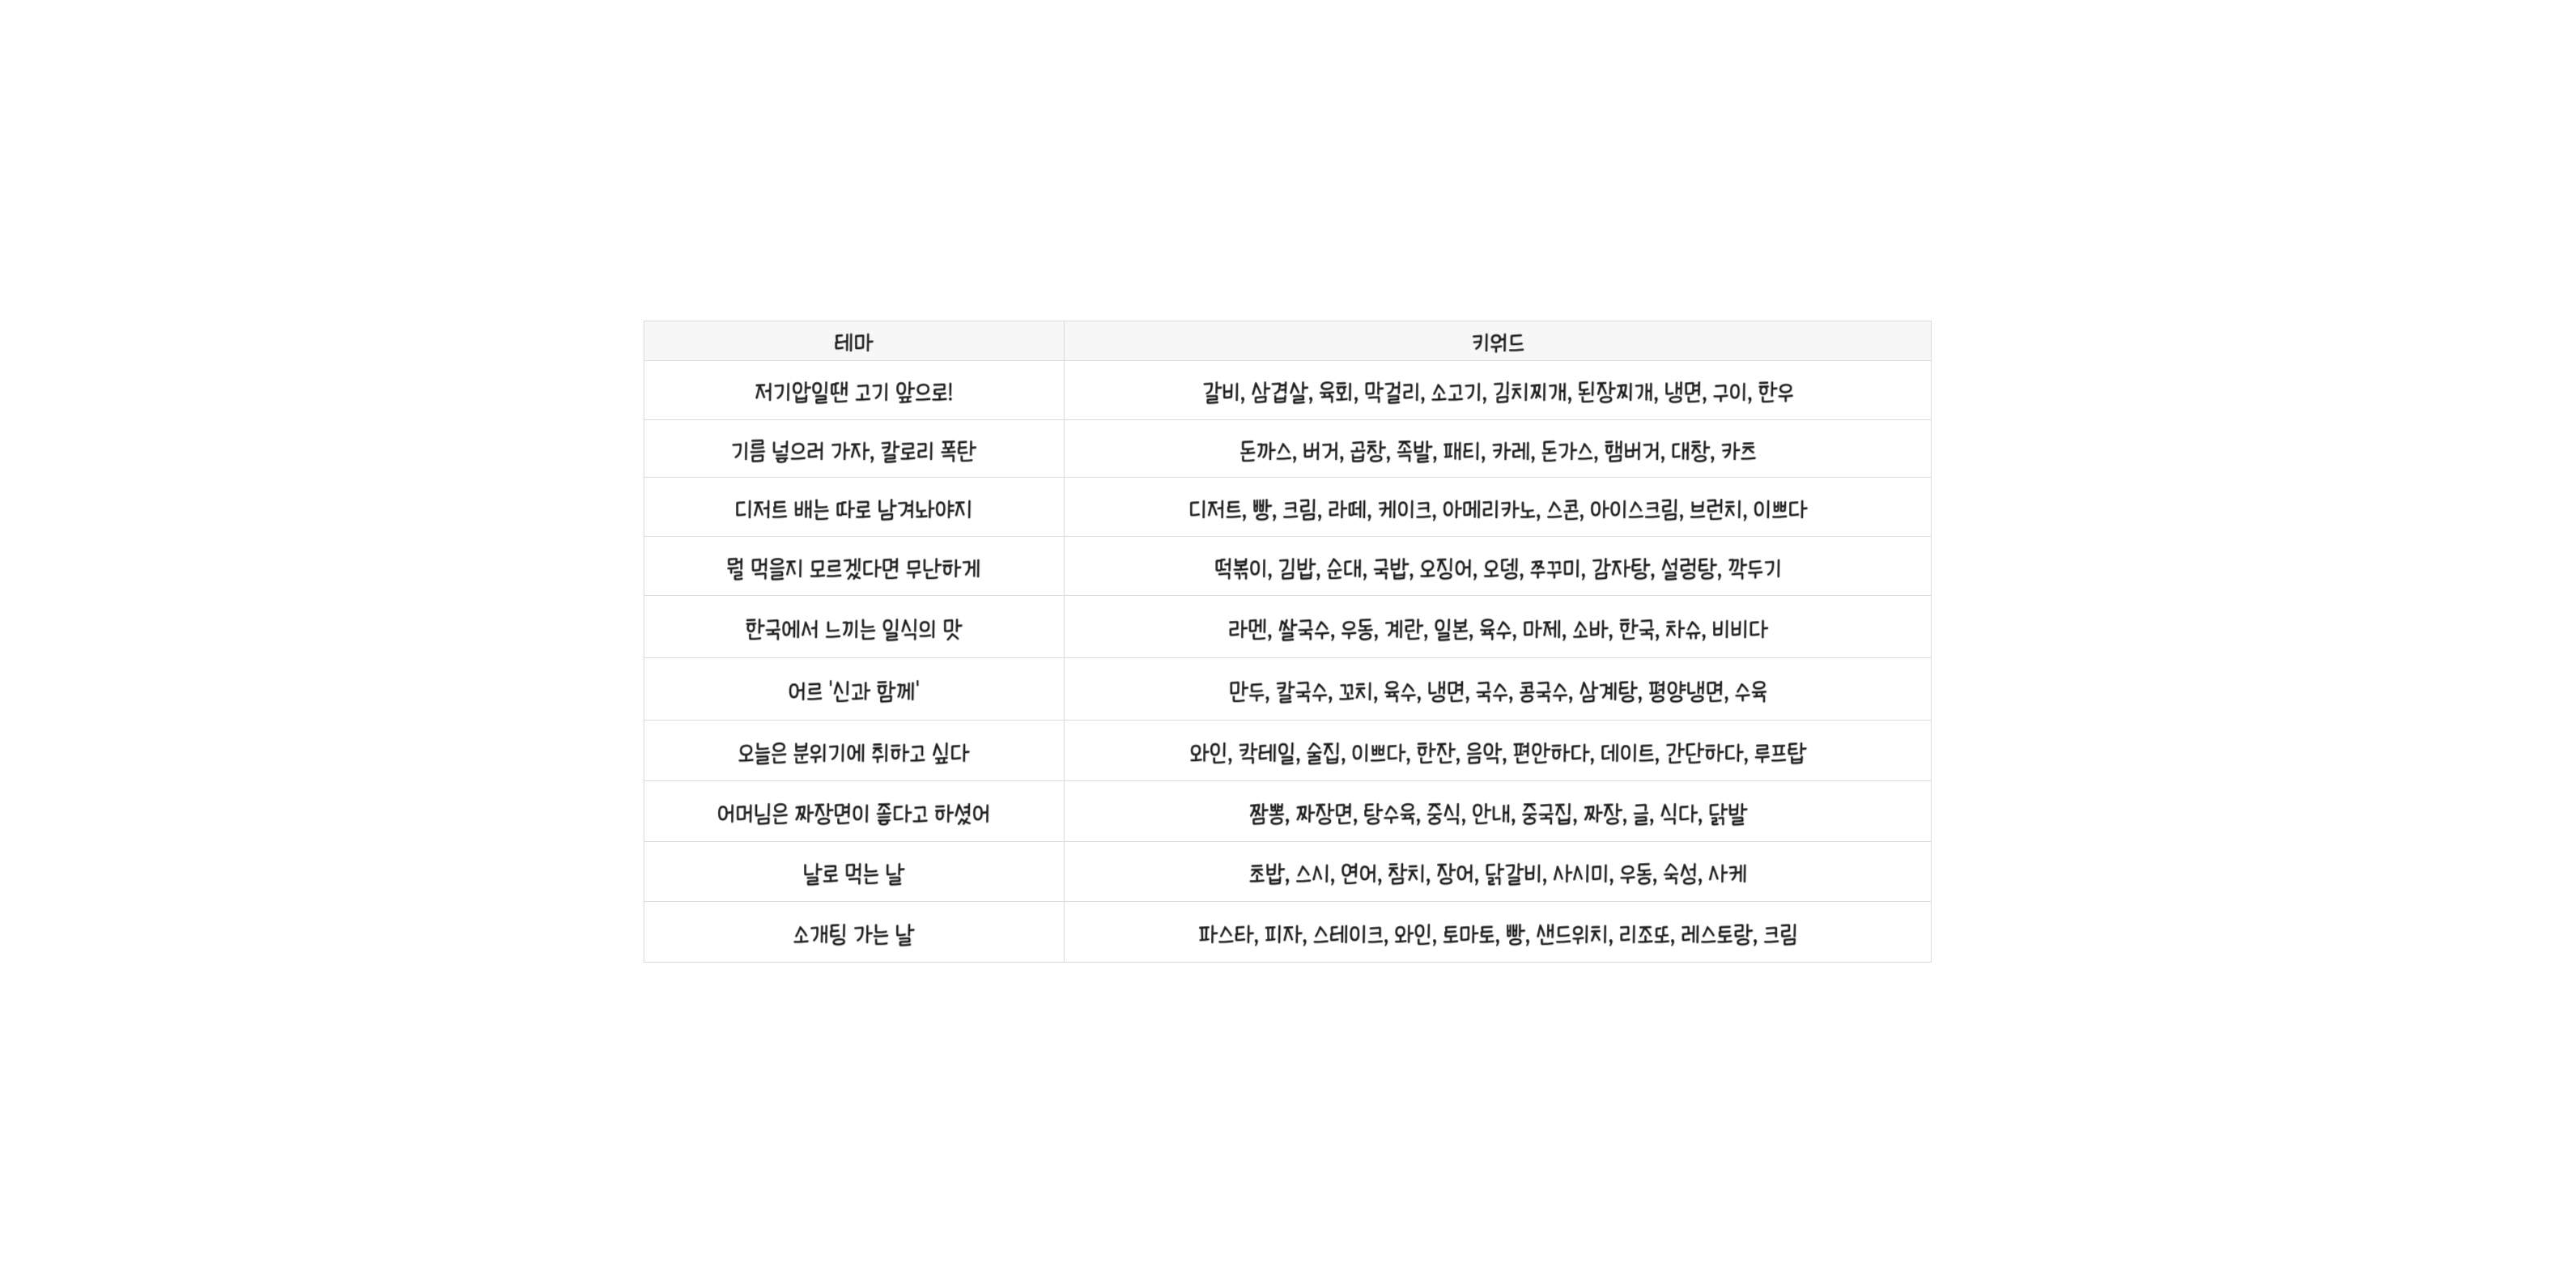 테마 키워드
저기압일땐 고기 앞으로! 갈비, 삼겹살, 육회, 막걸리, 소고기, 김치찌개, 된장찌개, 냉면, 구이, 한우
기름 넣으러 가자, 칼로리 폭탄 돈까스, 버거, 곱창, 족발, 패티, 카레, 돈가스, 햄버거, 대창, 카츠
디저트 배는 따로 남겨놔야지 디저트, 빵, 크림, 라떼, 케이크, 아메리카노, 스콘, 아이스크림, 브런치, 이쁘다
뭘 먹을지 모르겠다면 무난하게 떡볶이, 김밥, 순대, 국밥, 오징어, 오뎅, 쭈꾸미, 감자탕, 설렁탕, 깍두기
한국에서 느끼는 일식의 맛 라멘, 쌀국수, 우동, 계란, 일본, 육수, 마제, 소바, 한국, 차슈, 비비다
어르 '신과 함께' 만두, 칼국수, 꼬치, 육수, 냉면, 국수, 콩국수, 삼계탕, 평양냉면, 수육
오늘은 분위기에 취하고 싶다 와인, 칵테일, 술집, 이쁘다, 한잔, 음악, 편안하다, 데이트, 간단하다, 루프탑
어머님은 짜장면이 좋다고 하셨어 짬뽕, 짜장면, 탕수육, 중식, 안내, 중국집, 짜장, 글, 식다, 닭발
날로 먹는 날 초밥, 스시, 연어, 참치, 장어, 닭갈비, 사시미, 우동, 숙성, 사케
소개팅 가는 날 파스타, 피자, 스테이크, 와인, 토마토, 빵, 샌드위치, 리조또, 레스토랑, 크림